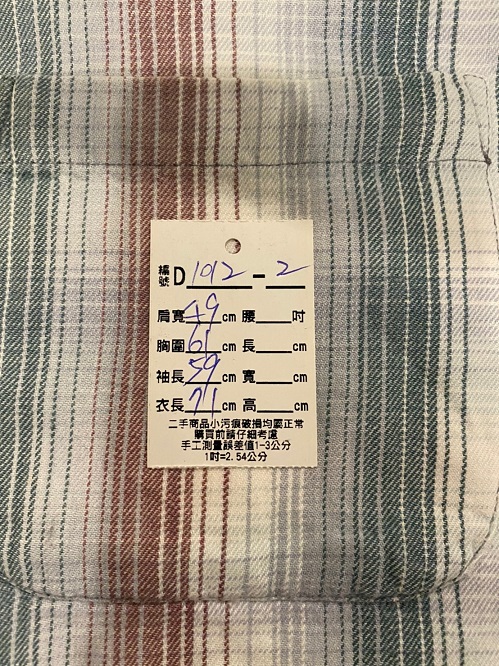 編號 D 1012 - 2
肩寬 49 cm 腰 吋
胸圍 61 cm 長 cm
袖長 59 cm 寬 cm
衣長 71 cm 高 cm
二手商品小污痕破損均屬正常
購買前請仔細考慮
手工測量誤差值1-3公分
1吋=2.54公分